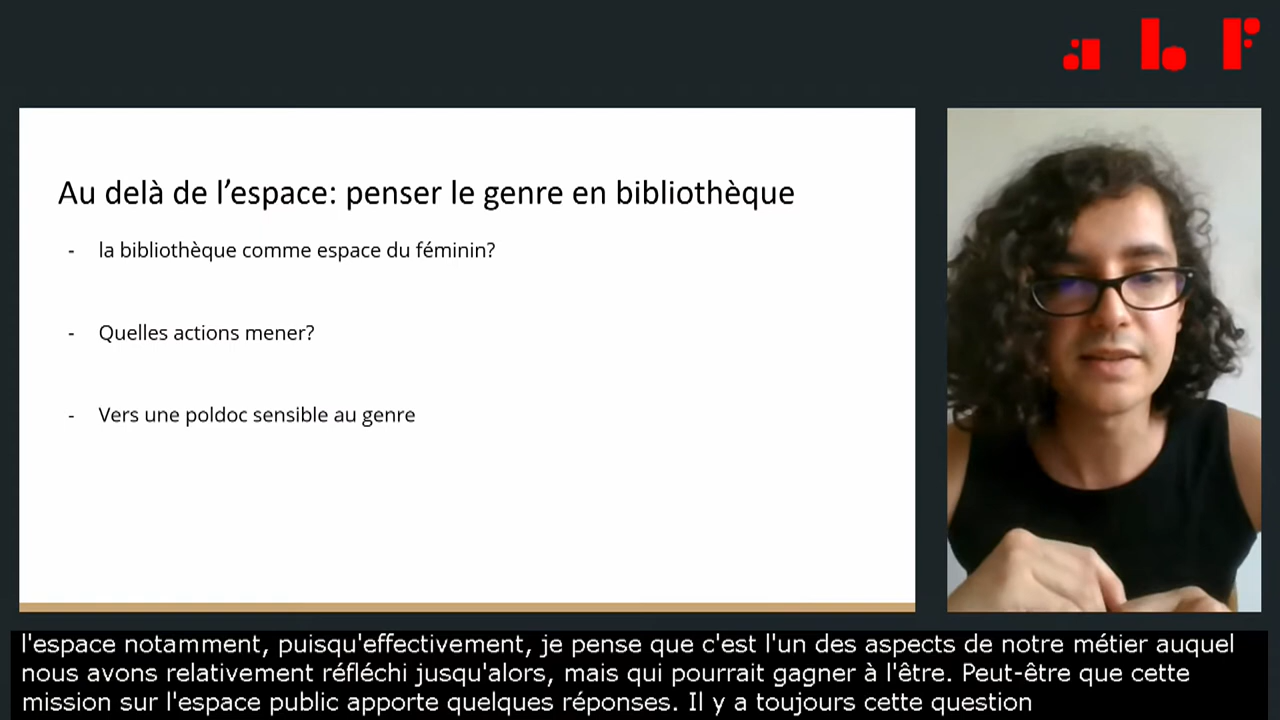 abf
Au delà de l’espace: penser le genre en bibliothèque
- la bibliothèque comme espace du féminin?
- Quelles actions mener?
- Vers une poldoc sensible au genre
l'espace notamment, puisqu'effectivement, je pense que c'est l'un des aspects de notre métier auquel
nous avons relativement réfléchi jusqu'alors, mais qui pourrait gagner à l'être. Peut-être que cette
mission sur l'espace public apporte quelques réponses. Il y a toujours cette question